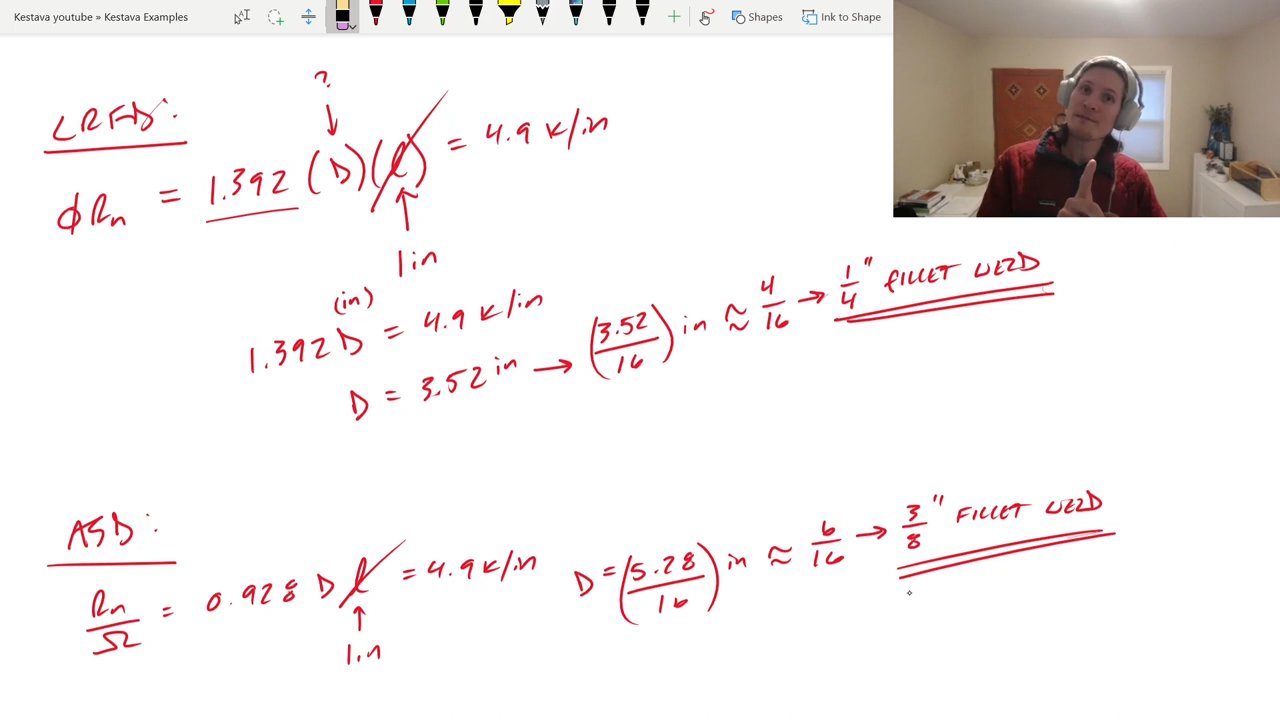 Kestava youtube » Kestava Examples
Shapes
Ink to Shape
LRFD:
?
ϕRn = 1.392 (D)(l) = 4.9 k/in
1 in
(in)
1.392 D = 4.9 k/in
D = 3.52 in → (3.52/16) in ≈ 4/16 → 1/4" FILLET WELD
ASD:
Rn/Ω = 0.928 D l = 4.9 k/in
1 in
D = (5.28/16) in ≈ 6/16 → 3/8" FILLET WELD